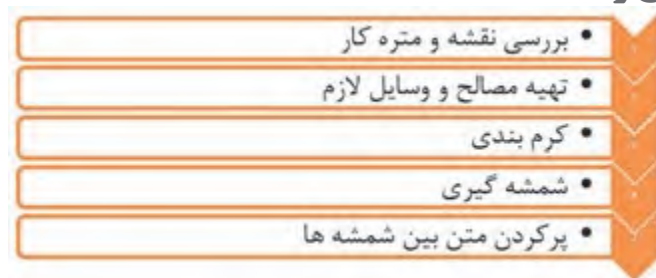 • بررسی نقشه و متره کار
• تهیه مصالح و وسایل لازم
• کرم بندی
• شمشه گیری
• پرکردن متن بین شمشه ها